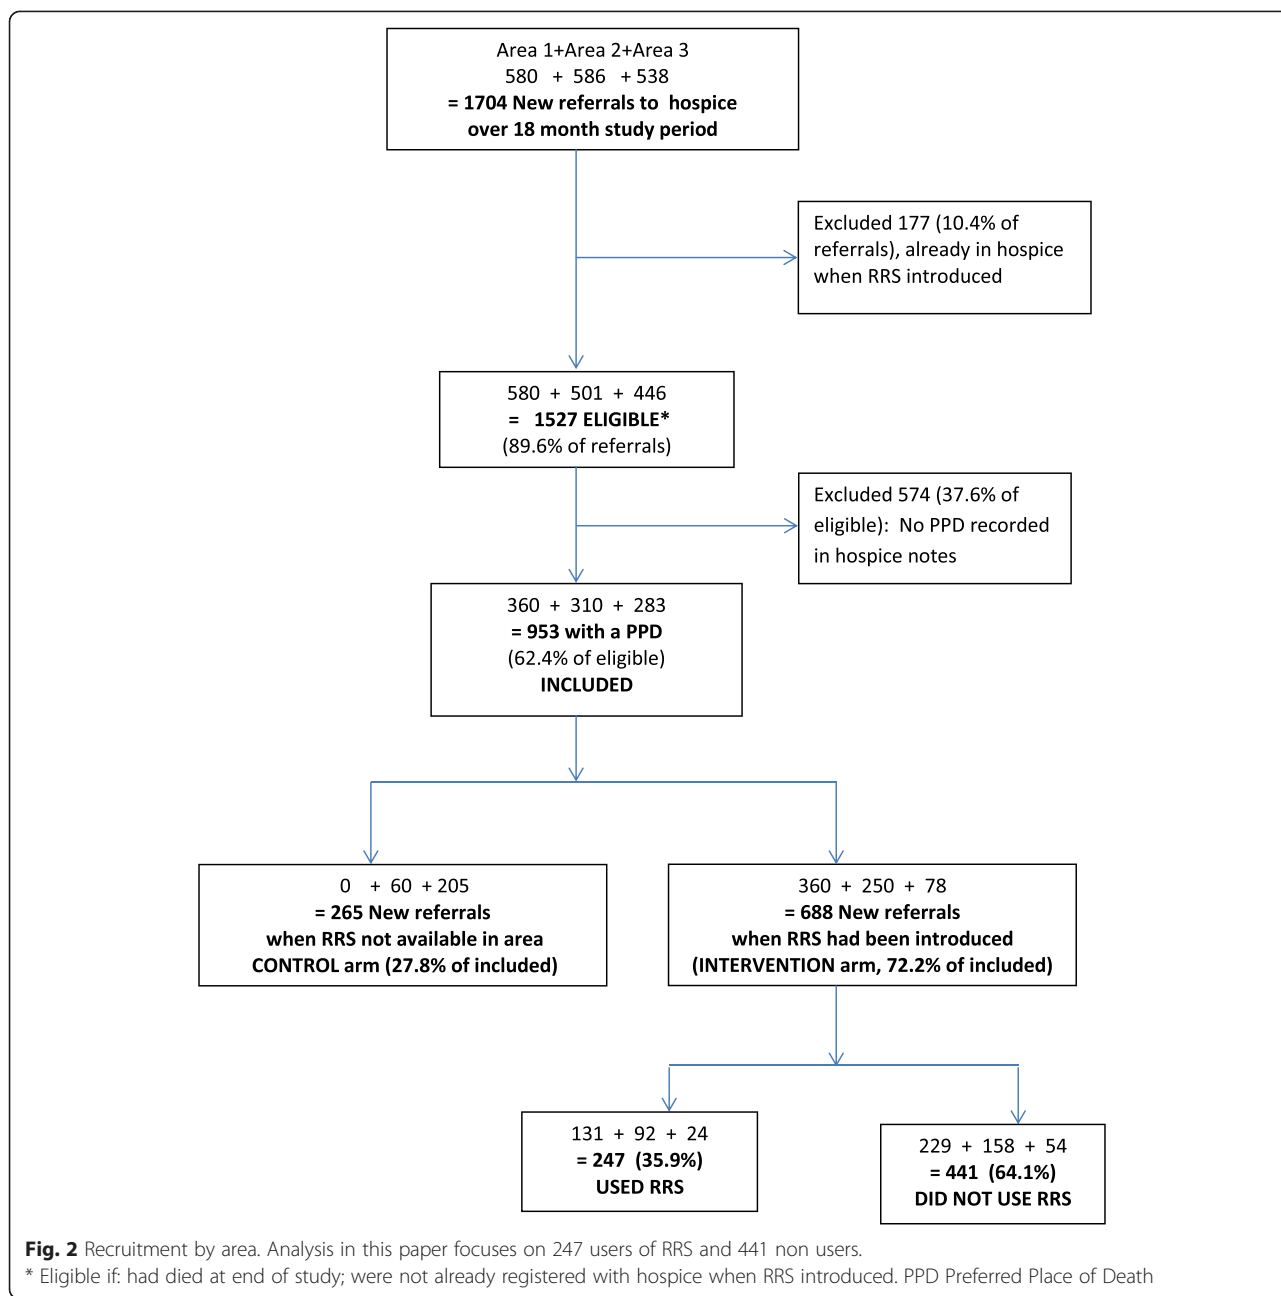 Area 1+Area 2+Area 3
580 + 586 + 538
= 1704 New referrals to hospice
over 18 month study period
Excluded 177 (10.4% of
referrals), already in hospice
when RRS introduced
580 + 501 + 446
= 1527 ELIGIBLE*
(89.6% of referrals)
Excluded 574 (37.6% of
eligible): No PPD recorded
in hospice notes
360 + 310 + 283
= 953 with a PPD
(62.4% of eligible)
INCLUDED
0 + 60 + 205
= 265 New referrals
when RRS not available in area
CONTROL arm (27.8% of included)
360 + 250 + 78
= 688 New referrals
when RRS had been introduced
(INTERVENTION arm, 72.2% of included)
131 + 92 + 24
= 247 (35.9%)
USED RRS
229 + 158 + 54
= 441 (64.1%)
DID NOT USE RRS
Fig. 2 Recruitment by area. Analysis in this paper focuses on 247 users of RRS and 441 non users.
* Eligible if: had died at end of study; were not already registered with hospice when RRS introduced. PPD Preferred Place of Death